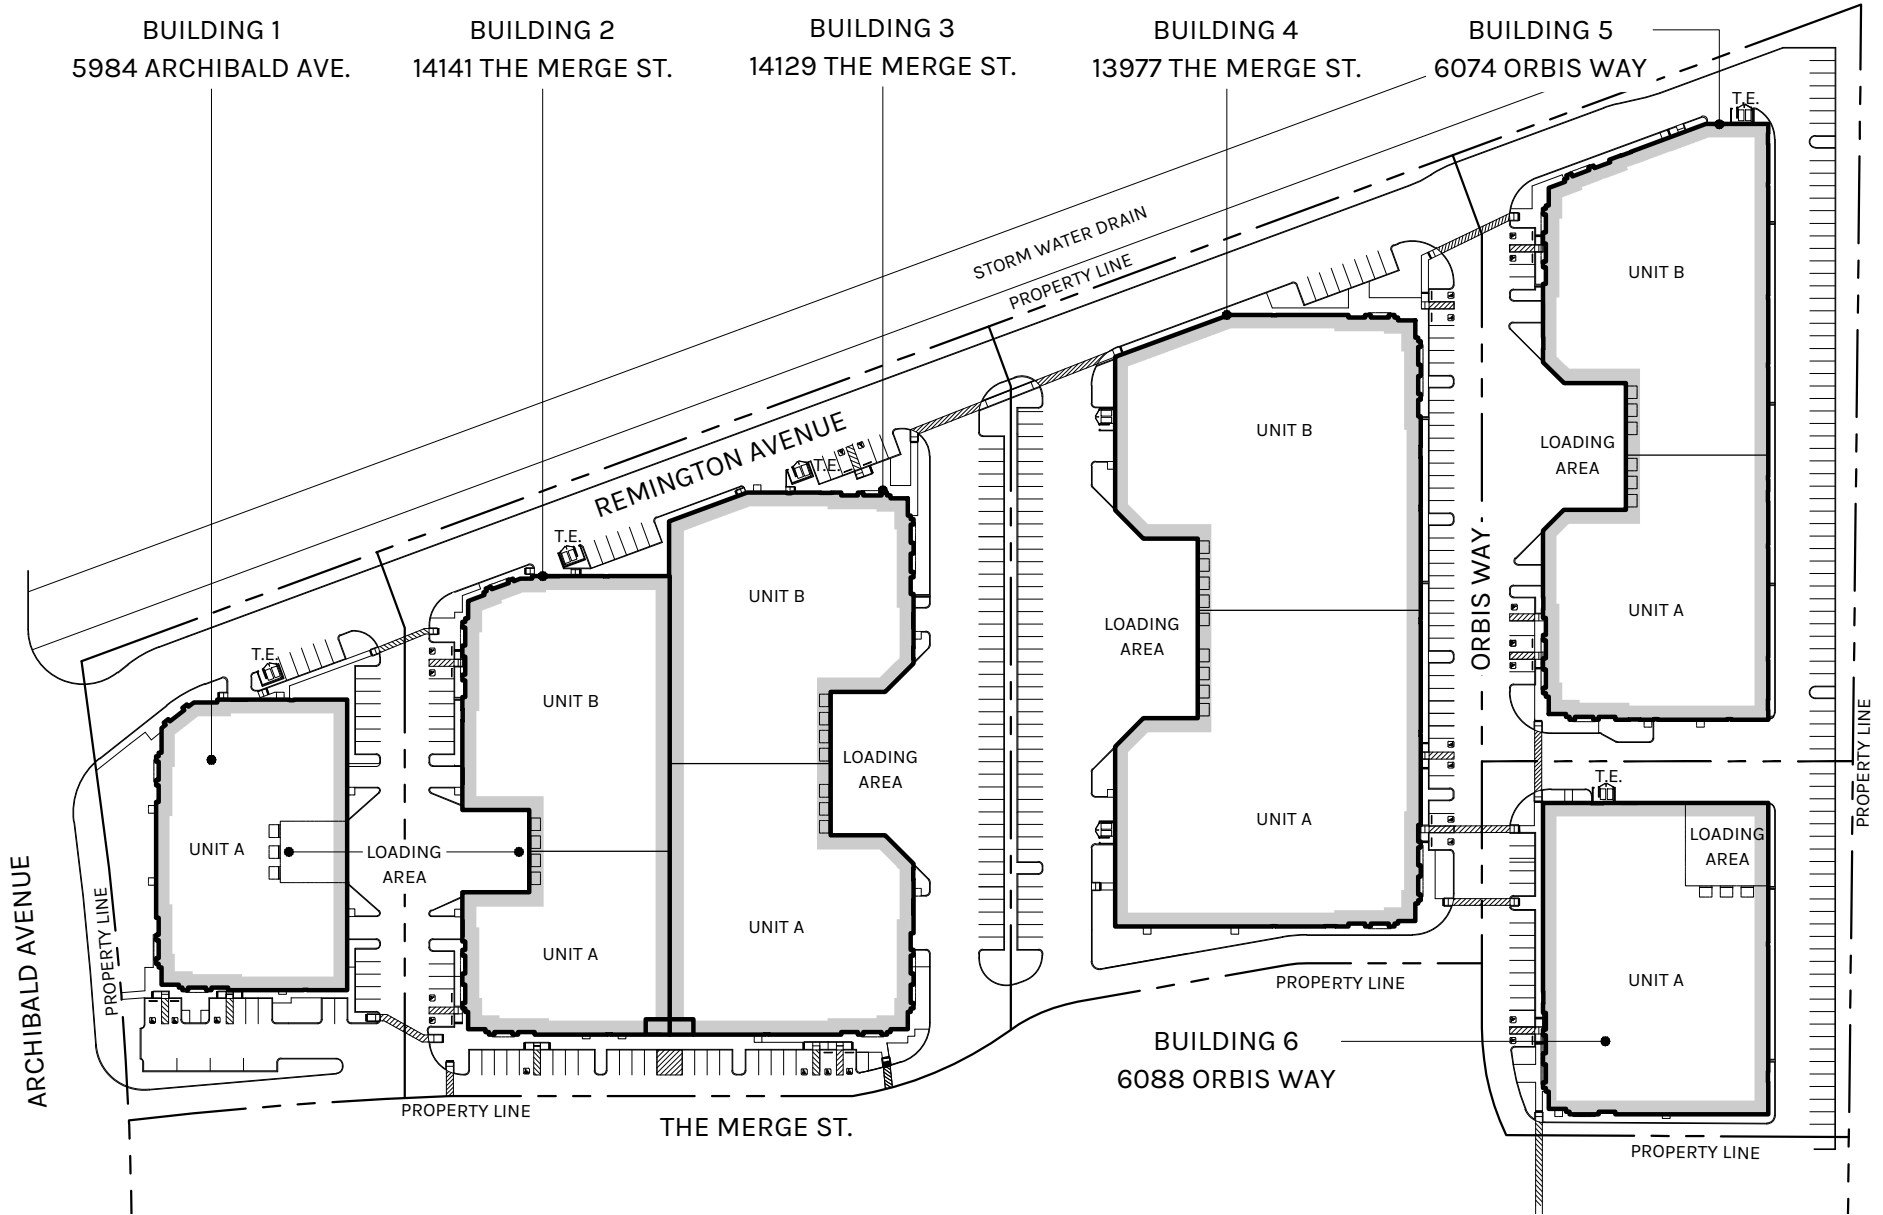 BUILDING 1
5984 ARCHIBALD AVE.
BUILDING 2
14141 THE MERGE ST.
BUILDING 3
14129 THE MERGE ST.
BUILDING 4
13977 THE MERGE ST.
BUILDING 5
6074 ORBIS WAY
T.E.
STORM WATER DRAIN
PROPERTY LINE
UNIT B
REMINGTON AVENUE
UNIT B
LOADING
AREA
T.E.
T.E.
UNIT B
LOADING
AREA
ORBIS WAY
UNIT A
T.E.
UNIT B
LOADING
AREA
PROPERTY LINE
T.E.
UNIT A
LOADING
AREA
UNIT A
LOADING
AREA
ARCHIBALD AVENUE
PROPERTY LINE
UNIT A
UNIT A
UNIT A
PROPERTY LINE
BUILDING 6
6088 ORBIS WAY
PROPERTY LINE
THE MERGE ST.
PROPERTY LINE